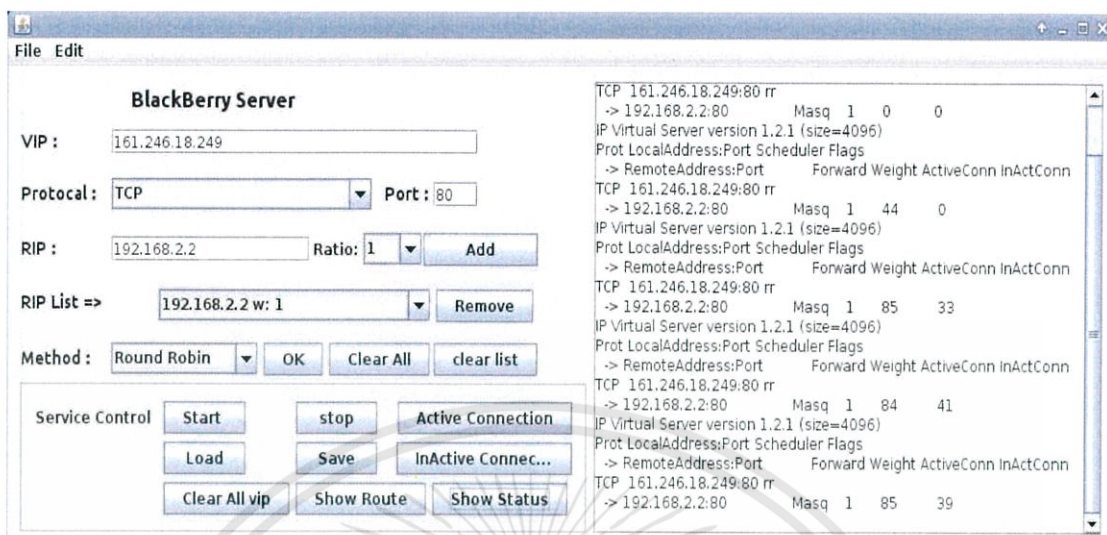 File Edit
BlackBerry Server
VIP : 161.246.18.249
Protocal : TCP Port : 80
RIP : 192.168.2.2 Ratio: 1 Add
RIP List => 192.168.2.2 w: 1 Remove
Method : Round Robin OK Clear All clear list
Service Control Start stop Active Connection
Load Save InActive Connec...
Clear All vip Show Route Show Status
TCP 161.246.18.249:80 rr
-> 192.168.2.2:80 Masq 1 0 0
IP Virtual Server version 1.2.1 (size=4096)
Prot LocalAddress:Port Scheduler Flags
-> RemoteAddress:Port Forward Weight ActiveConn InActConn
TCP 161.246.18.249:80 rr
-> 192.168.2.2:80 Masq 1 44 0
IP Virtual Server version 1.2.1 (size=4096)
Prot LocalAddress:Port Scheduler Flags
-> RemoteAddress:Port Forward Weight ActiveConn InActConn
TCP 161.246.18.249:80 rr
-> 192.168.2.2:80 Masq 1 85 33
IP Virtual Server version 1.2.1 (size=4096)
Prot LocalAddress:Port Scheduler Flags
-> RemoteAddress:Port Forward Weight ActiveConn InActConn
TCP 161.246.18.249:80 rr
-> 192.168.2.2:80 Masq 1 84 41
IP Virtual Server version 1.2.1 (size=4096)
Prot LocalAddress:Port Scheduler Flags
-> RemoteAddress:Port Forward Weight ActiveConn InActConn
TCP 161.246.18.249:80 rr
-> 192.168.2.2:80 Masq 1 85 39